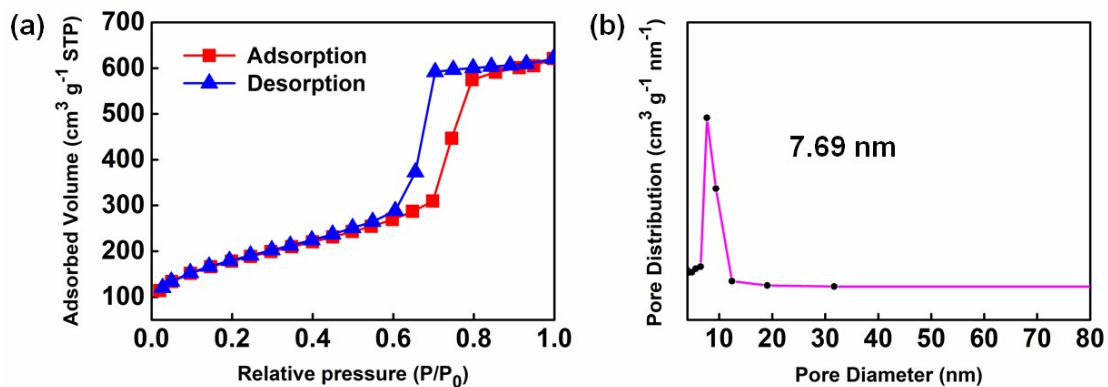 (a)
Adsorbed Volume (cm³ g⁻¹ STP)
700
600
500
400
300
200
100
Adsorption
Desorption
0.0 0.2 0.4 0.6 0.8 1.0
Relative pressure (P/P₀)
(b)
Pore Distribution (cm³ g⁻¹ nm⁻¹)
7.69 nm
10 20 30 40 50 60 70 80
Pore Diameter (nm)